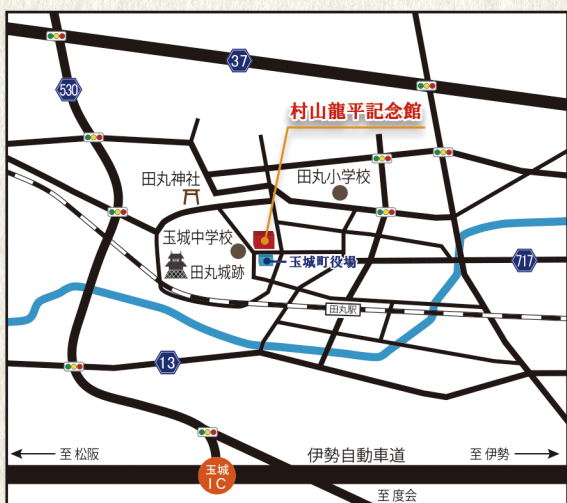 37
530
村山龍平記念館
田丸神社
田丸小学校
玉城中学校
田丸城跡
玉城町役場
717
田丸駅
13
至 松阪
伊勢自動車道
至 伊勢
玉城
IC
至 度会